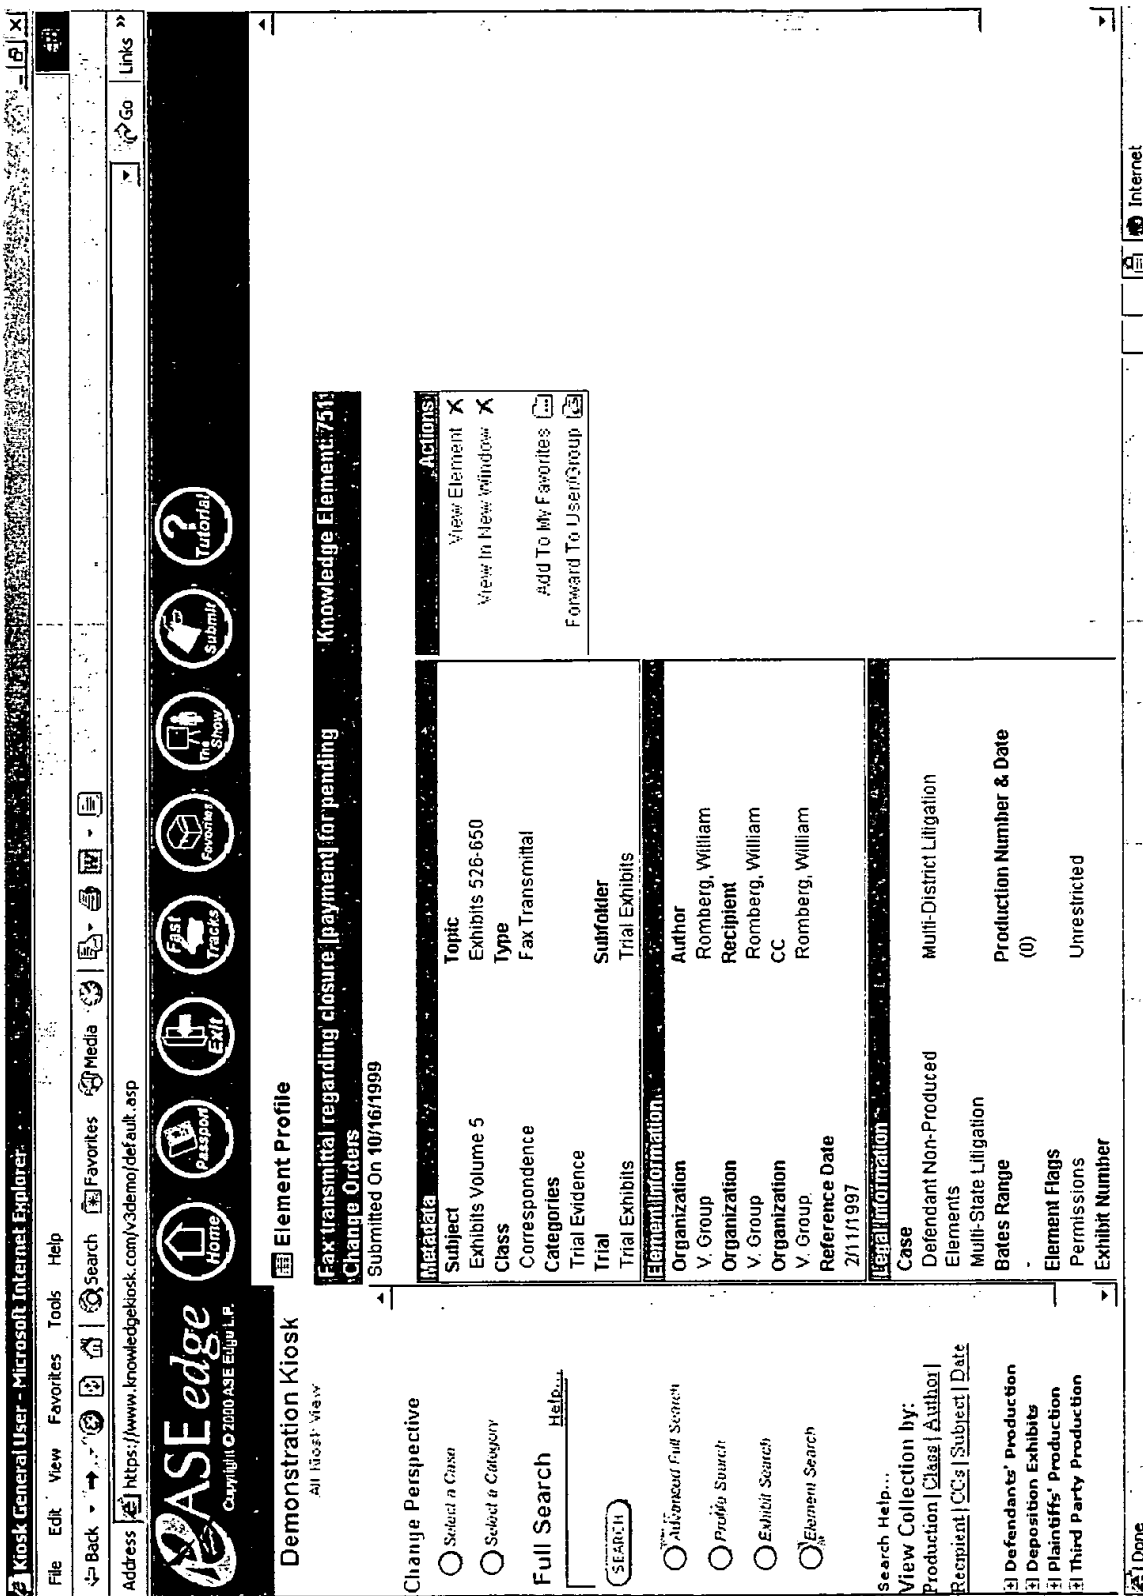 Kiosk General User - Microsoft Internet Explorer
File Edit View Favorites Tools Help
Back Search Favorites Media
Address https://www.knowledgekiosk.com/v3demo/default.asp Go Links »
ASE edge
Copyright © 2000 ASE Edge L.P.
Home
Passport
Exit
Fast Tracks
Favorites
The Show
Submit
? Tutorial
Demonstration Kiosk
All Kiosk View
Change Perspective
Select a Case
Select a Category
Full Search Help...
SEARCH
Advanced Full Search
Profile Search
Exhibit Search
Element Search
Search Help...
View Collection by:
Production | Class | Author |
Recipient | CCs | Subject | Date
+ Defendants' Production
+ Deposition Exhibits
+ Plaintiffs' Production
+ Third Party Production
Element Profile
Fax transmittal regarding closure [payment] for pending Knowledge Element:7511
Change Orders
Submitted On 10/16/1999
Metadata
Subject Topic
Exhibits Volume 5 Exhibits 526-650
Class Type
Correspondence Fax Transmittal
Categories
Trial Evidence
Trial Subfolder
Trial Exhibits Trial Exhibits
Actions
View Element
View In New Window
Add To My Favorites
Forward To User/Group
Element Information
Organization Author
V. Group Romberg, William
Organization Recipient
V. Group Romberg, William
Organization CC
V. Group. Romberg, William
Reference Date
2/11/1997
Legal Information
Case
Defendant Non-Produced Multi-District Litigation
Elements
Multi-State Litigation
Bates Range Production Number & Date
- (0)
Element Flags
Permissions Unrestricted
Exhibit Number
Done Internet